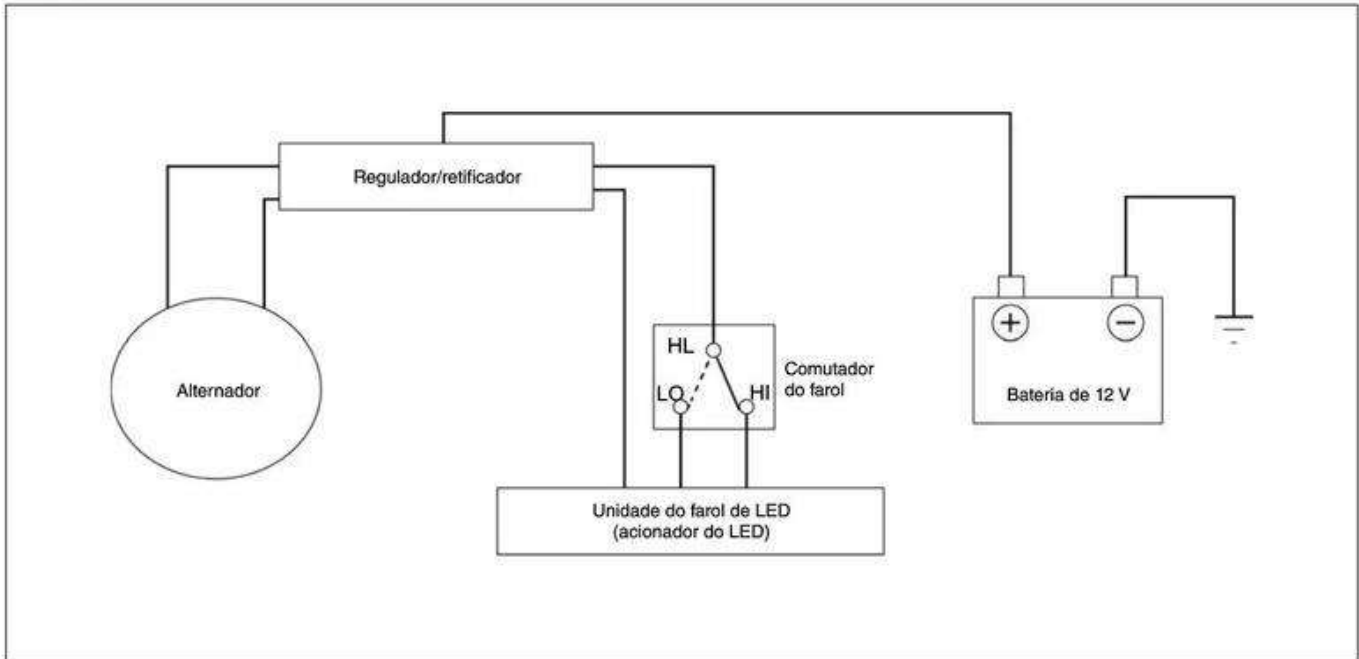 Regulador/retificador
Alternador
HL
LO
HI
Comutador
do farol
+
−
Bateria de 12 V
Unidade do farol de LED
(acionador do LED)